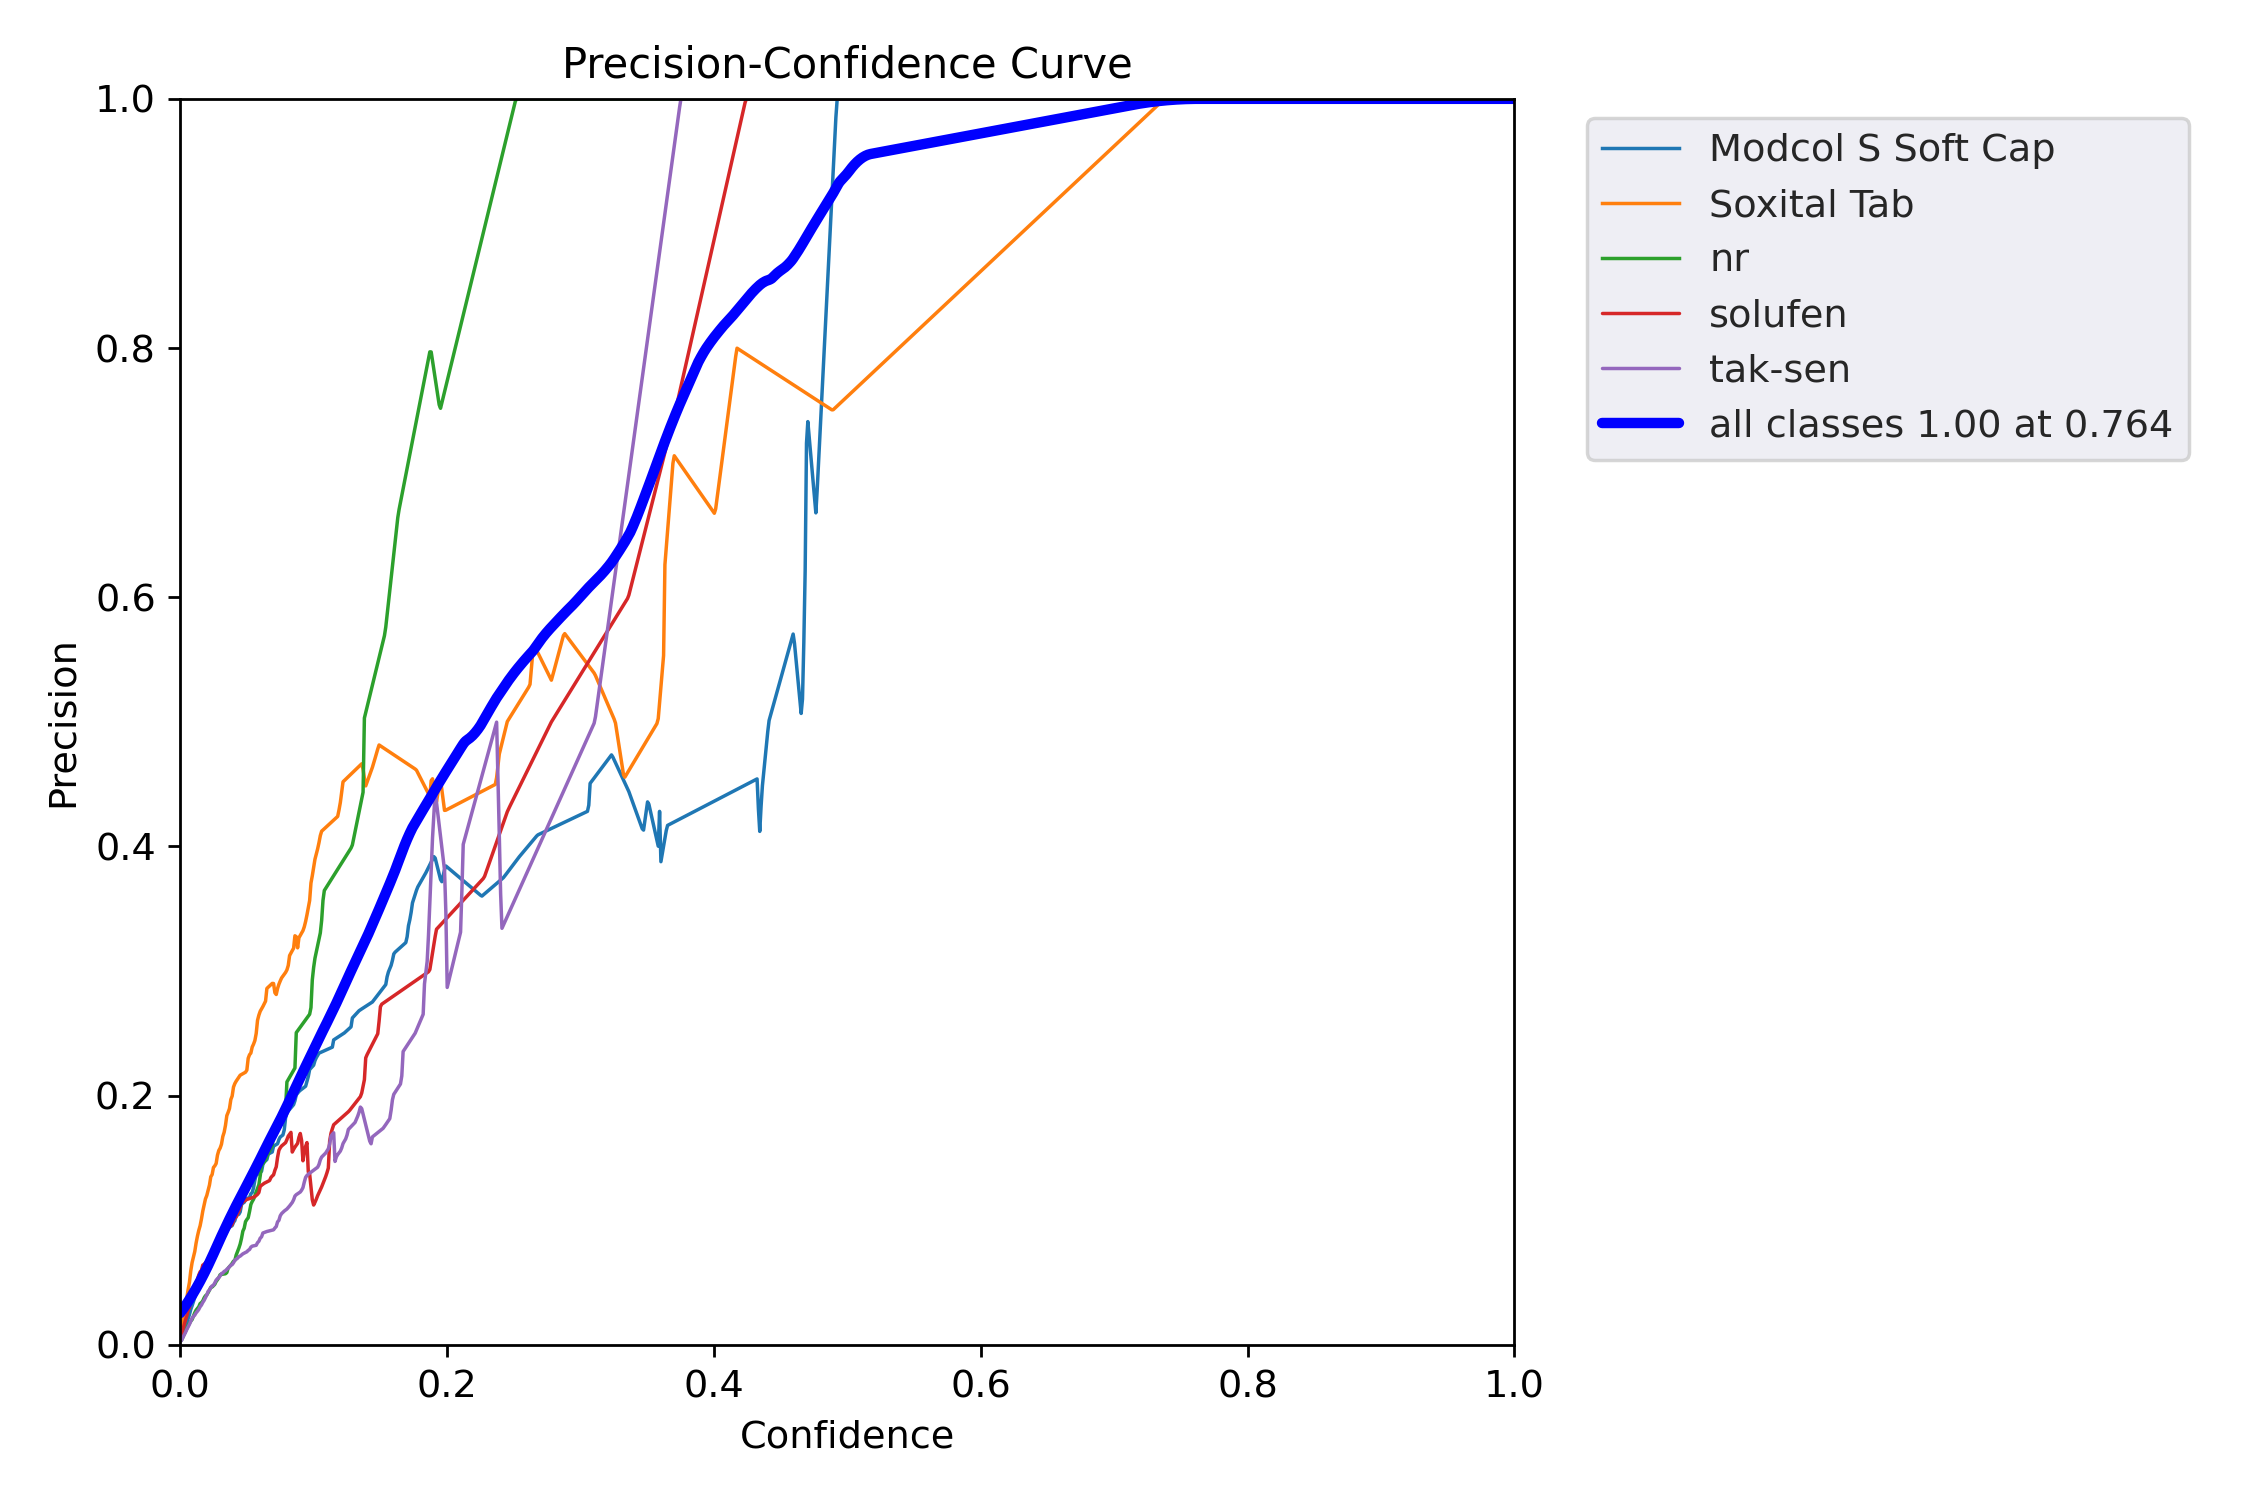 Precision-Confidence Curve
1.0
0.8
0.6
0.4
0.2
0.0
Precision
0.0 0.2 0.4 0.6 0.8 1.0
Confidence
Modcol S Soft Cap
Soxital Tab
nr
solufen
tak-sen
all classes 1.00 at 0.764